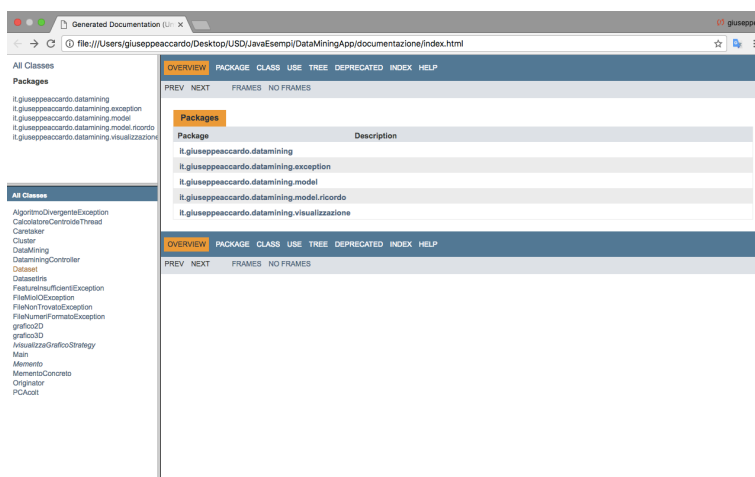 Generated Documentation (Un
giuseppe
file:///Users/giuseppeaccardo/Desktop/USD/JavaEsempi/DataMiningApp/documentazione/index.html
All Classes
Packages
it.giuseppeaccardo.datamining
it.giuseppeaccardo.datamining.exception
it.giuseppeaccardo.datamining.model
it.giuseppeaccardo.datamining.model.ricordo
it.giuseppeaccardo.datamining.visualizzazione
All Classes
AlgoritmoDivergenteException
CalcolatoreCentroideThread
Caretaker
Cluster
DataMining
DataminingController
Dataset
DatasetIris
FeatureInsufficientiException
FileMioIOException
FileNonTrovatoException
FileNumeriFormatoException
grafico2D
grafico3D
IvisualizzaGraficoStrategy
Main
Memento
MementoConcreto
Originator
PCAcolt
OVERVIEW PACKAGE CLASS USE TREE DEPRECATED INDEX HELP
PREV NEXT FRAMES NO FRAMES
Packages
Package Description
it.giuseppeaccardo.datamining
it.giuseppeaccardo.datamining.exception
it.giuseppeaccardo.datamining.model
it.giuseppeaccardo.datamining.model.ricordo
it.giuseppeaccardo.datamining.visualizzazione
OVERVIEW PACKAGE CLASS USE TREE DEPRECATED INDEX HELP
PREV NEXT FRAMES NO FRAMES